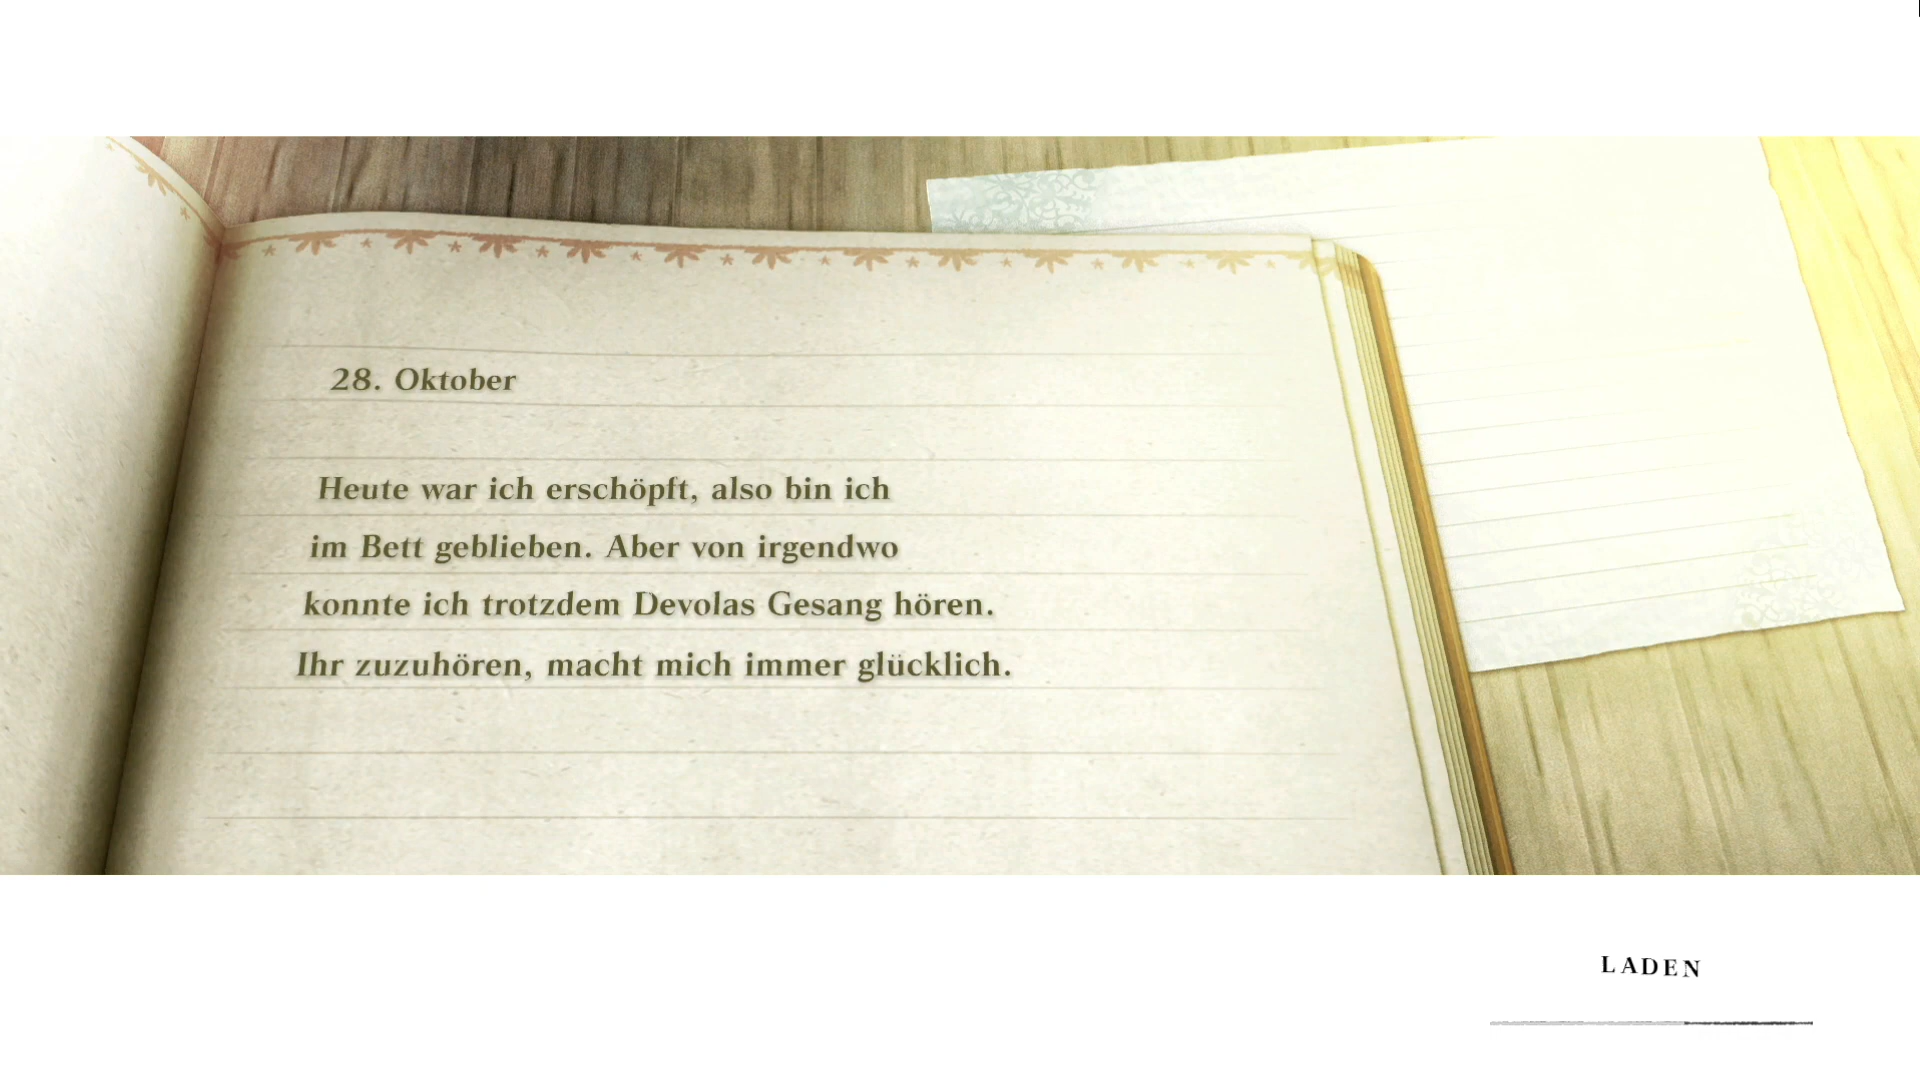 28. Oktober
Heute war ich erschöpft, also bin ich
im Bett geblieben. Aber von irgendwo
konnte ich trotzdem Devolas Gesang hören.
Ihr zuzuhören, macht mich immer glücklich.
LADEN